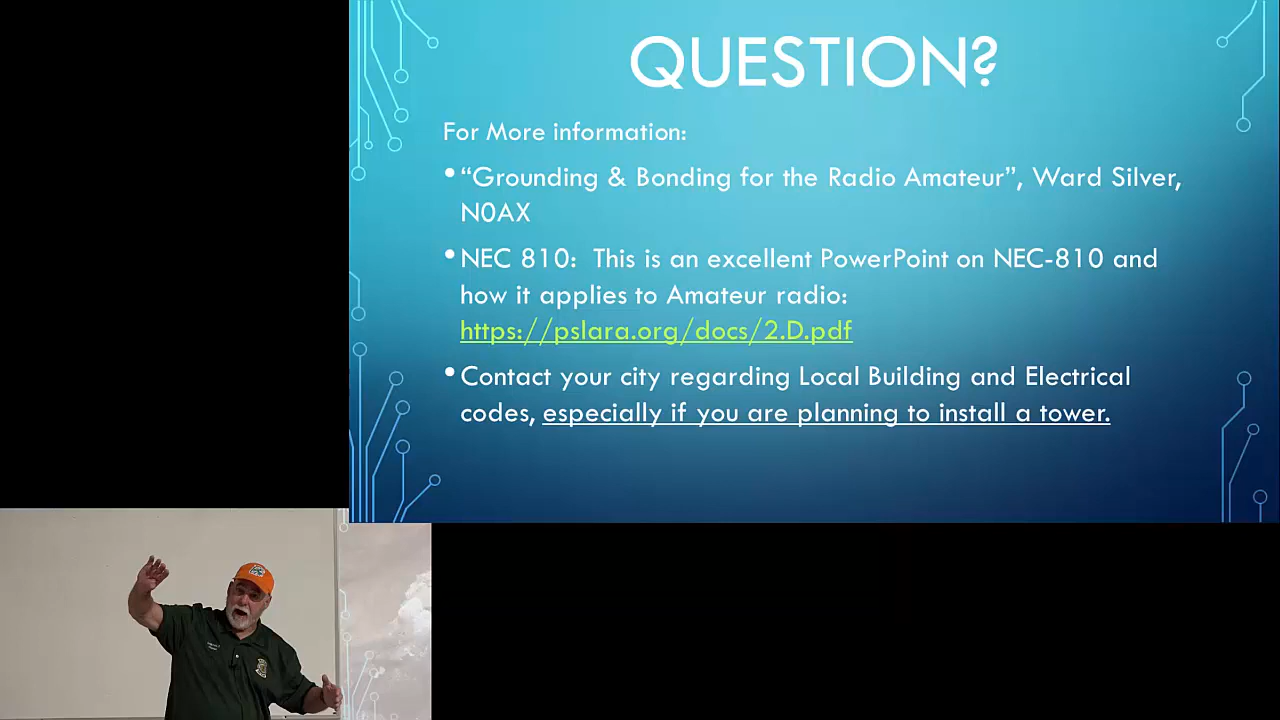 QUESTION?
For More information:
•“Grounding & Bonding for the Radio Amateur”, Ward Silver,
N0AX
•NEC 810:  This is an excellent PowerPoint on NEC-810 and
how it applies to Amateur radio:
https://pslara.org/docs/2.D.pdf
•Contact your city regarding Local Building and Electrical
codes, especially if you are planning to install a tower.